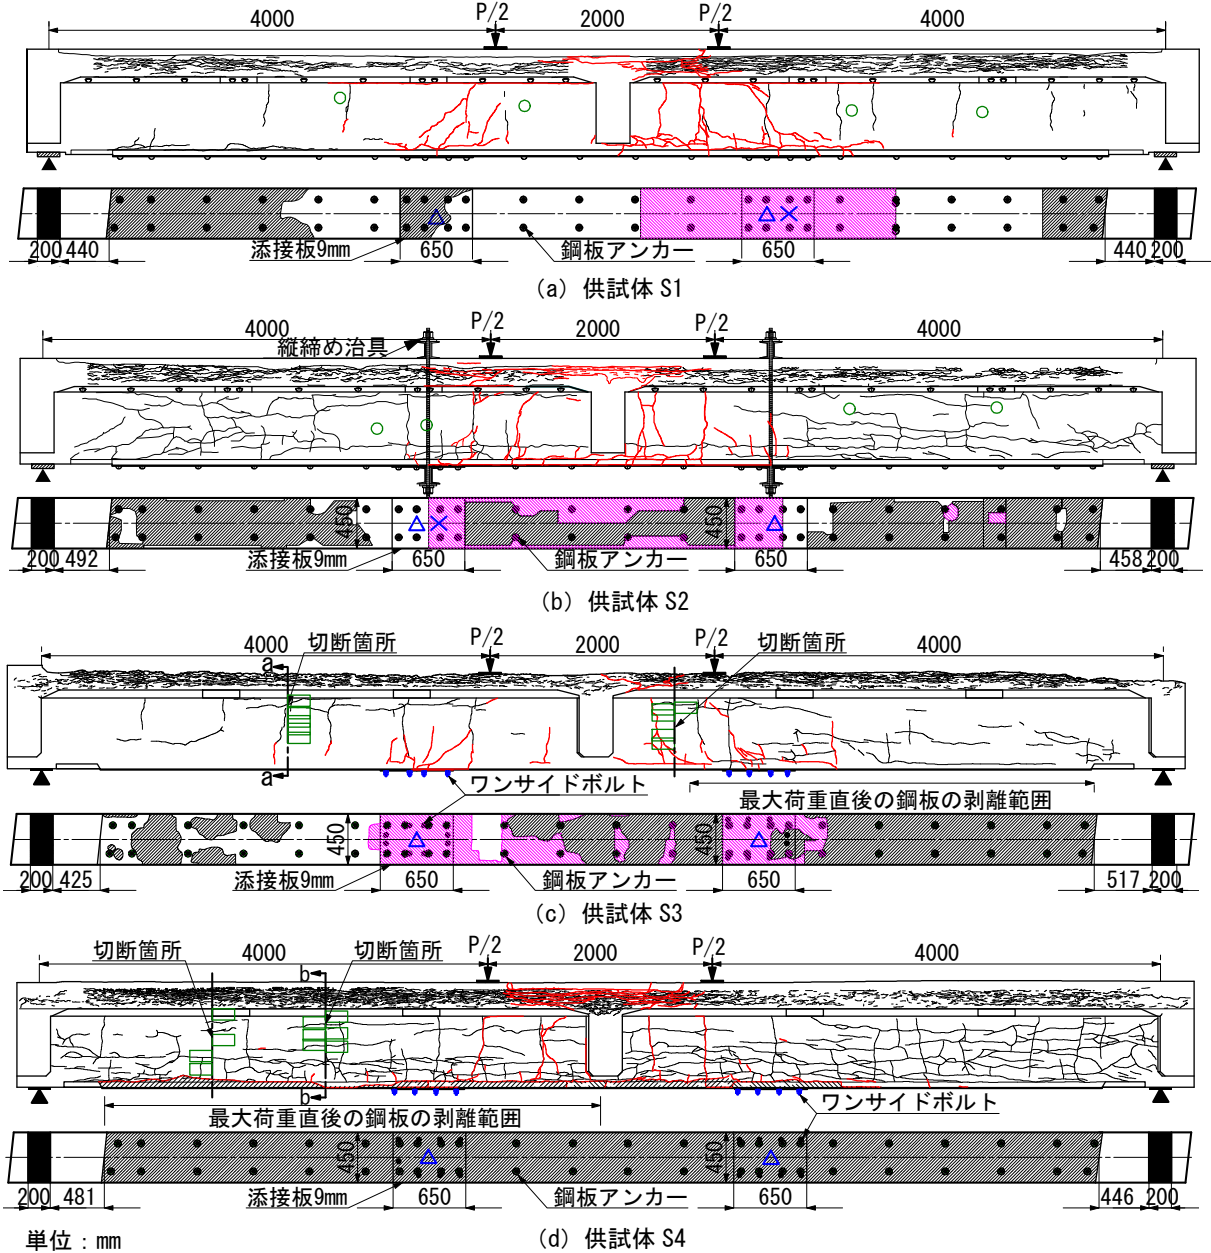 4000 P/2 2000 P/2 4000
200 440 添接板9mm 650 鋼板アンカー 650 440 200
(a) 供試体 S1
4000 P/2 2000 P/2 4000
縦締め治具
450 450
200 492 添接板9mm 650 鋼板アンカー 650 458 200
(b) 供試体 S2
切断箇所 P/2 P/2 切断箇所
4000 2000 4000
a
a
ワンサイドボルト
最大荷重直後の鋼板の剥離範囲
450 450
200 425 添接板9mm 650 鋼板アンカー 650 517 200
(c) 供試体 S3
切断箇所 4000 切断箇所 P/2 2000 P/2 4000
b
b
最大荷重直後の鋼板の剥離範囲 ワンサイドボルト
450 450
200 481 添接板9mm 650 鋼板アンカー 650 446 200
単位：mm (d) 供試体 S4